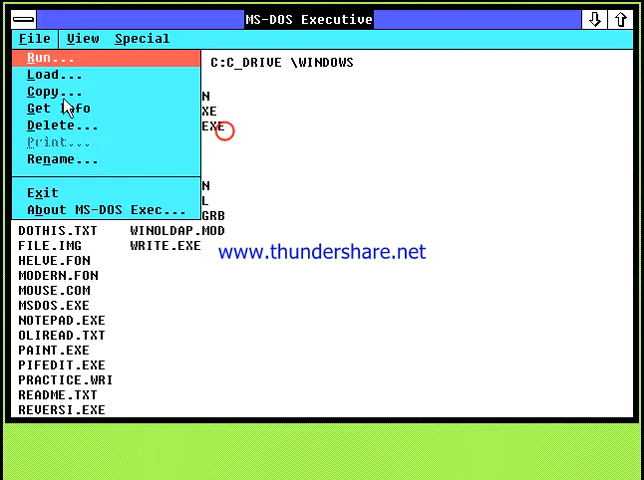 MS-DOS Executive
File View Special
Run...
C:C_DRIVE \WINDOWS
Load...
Copy...
N
Get Info
XE
Delete...
EXE
Print...
Rename...
N
Exit
L
About MS-DOS Exec...
GRB
DOTHIS.TXT WINOLDAP.MOD
FILE.IMG WRITE.EXE
www.thundershare.net
HELVE.FON
MODERN.FON
MOUSE.COM
MSDOS.EXE
NOTEPAD.EXE
OLIREAD.TXT
PAINT.EXE
PIFEDIT.EXE
PRACTICE.WRI
README.TXT
REVERSI.EXE